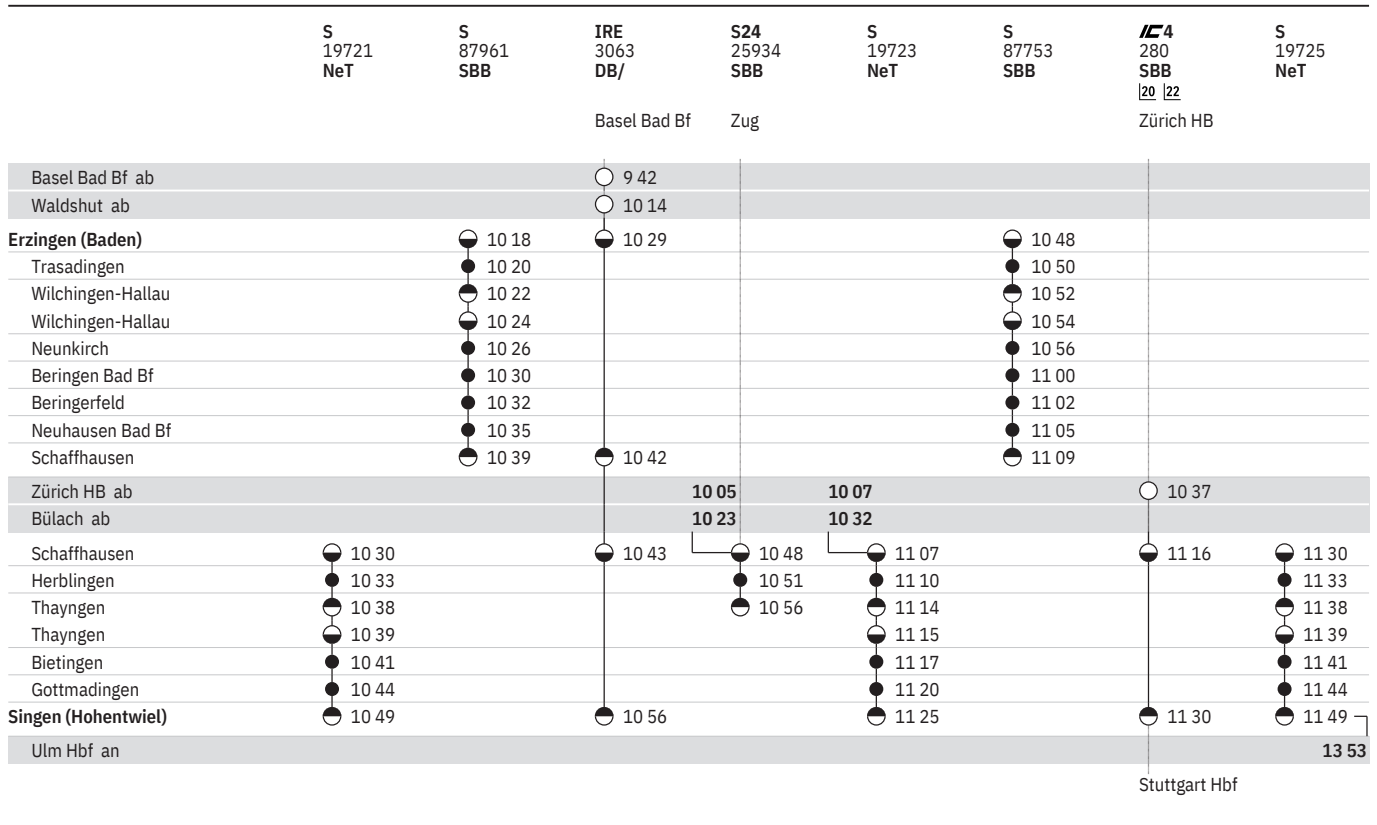 S S IRE S24 S S IC4 S
19721 87961 3063 25934 19723 87753 280 19725
NeT SBB DB/ SBB NeT SBB SBB NeT
20 22
Basel Bad Bf Zug Zürich HB
Basel Bad Bf ab 9 42
Waldshut ab 10 14
Erzingen (Baden) 10 18 10 29 10 48
Trasadingen 10 20 10 50
Wilchingen-Hallau 10 22 10 52
Wilchingen-Hallau 10 24 10 54
Neunkirch 10 26 10 56
Beringen Bad Bf 10 30 11 00
Beringerfeld 10 32 11 02
Neuhausen Bad Bf 10 35 11 05
Schaffhausen 10 39 10 42 11 09
Zürich HB ab 10 05 10 07 10 37
Bülach ab 10 23 10 32
Schaffhausen 10 30 10 43 10 48 11 07 11 16 11 30
Herblingen 10 33 10 51 11 10 11 33
Thayngen 10 38 10 56 11 14 11 38
Thayngen 10 39 11 15 11 39
Bietingen 10 41 11 17 11 41
Gottmadingen 10 44 11 20 11 44
Singen (Hohentwiel) 10 49 10 56 11 25 11 30 11 49
Ulm Hbf an 13 53
Stuttgart Hbf